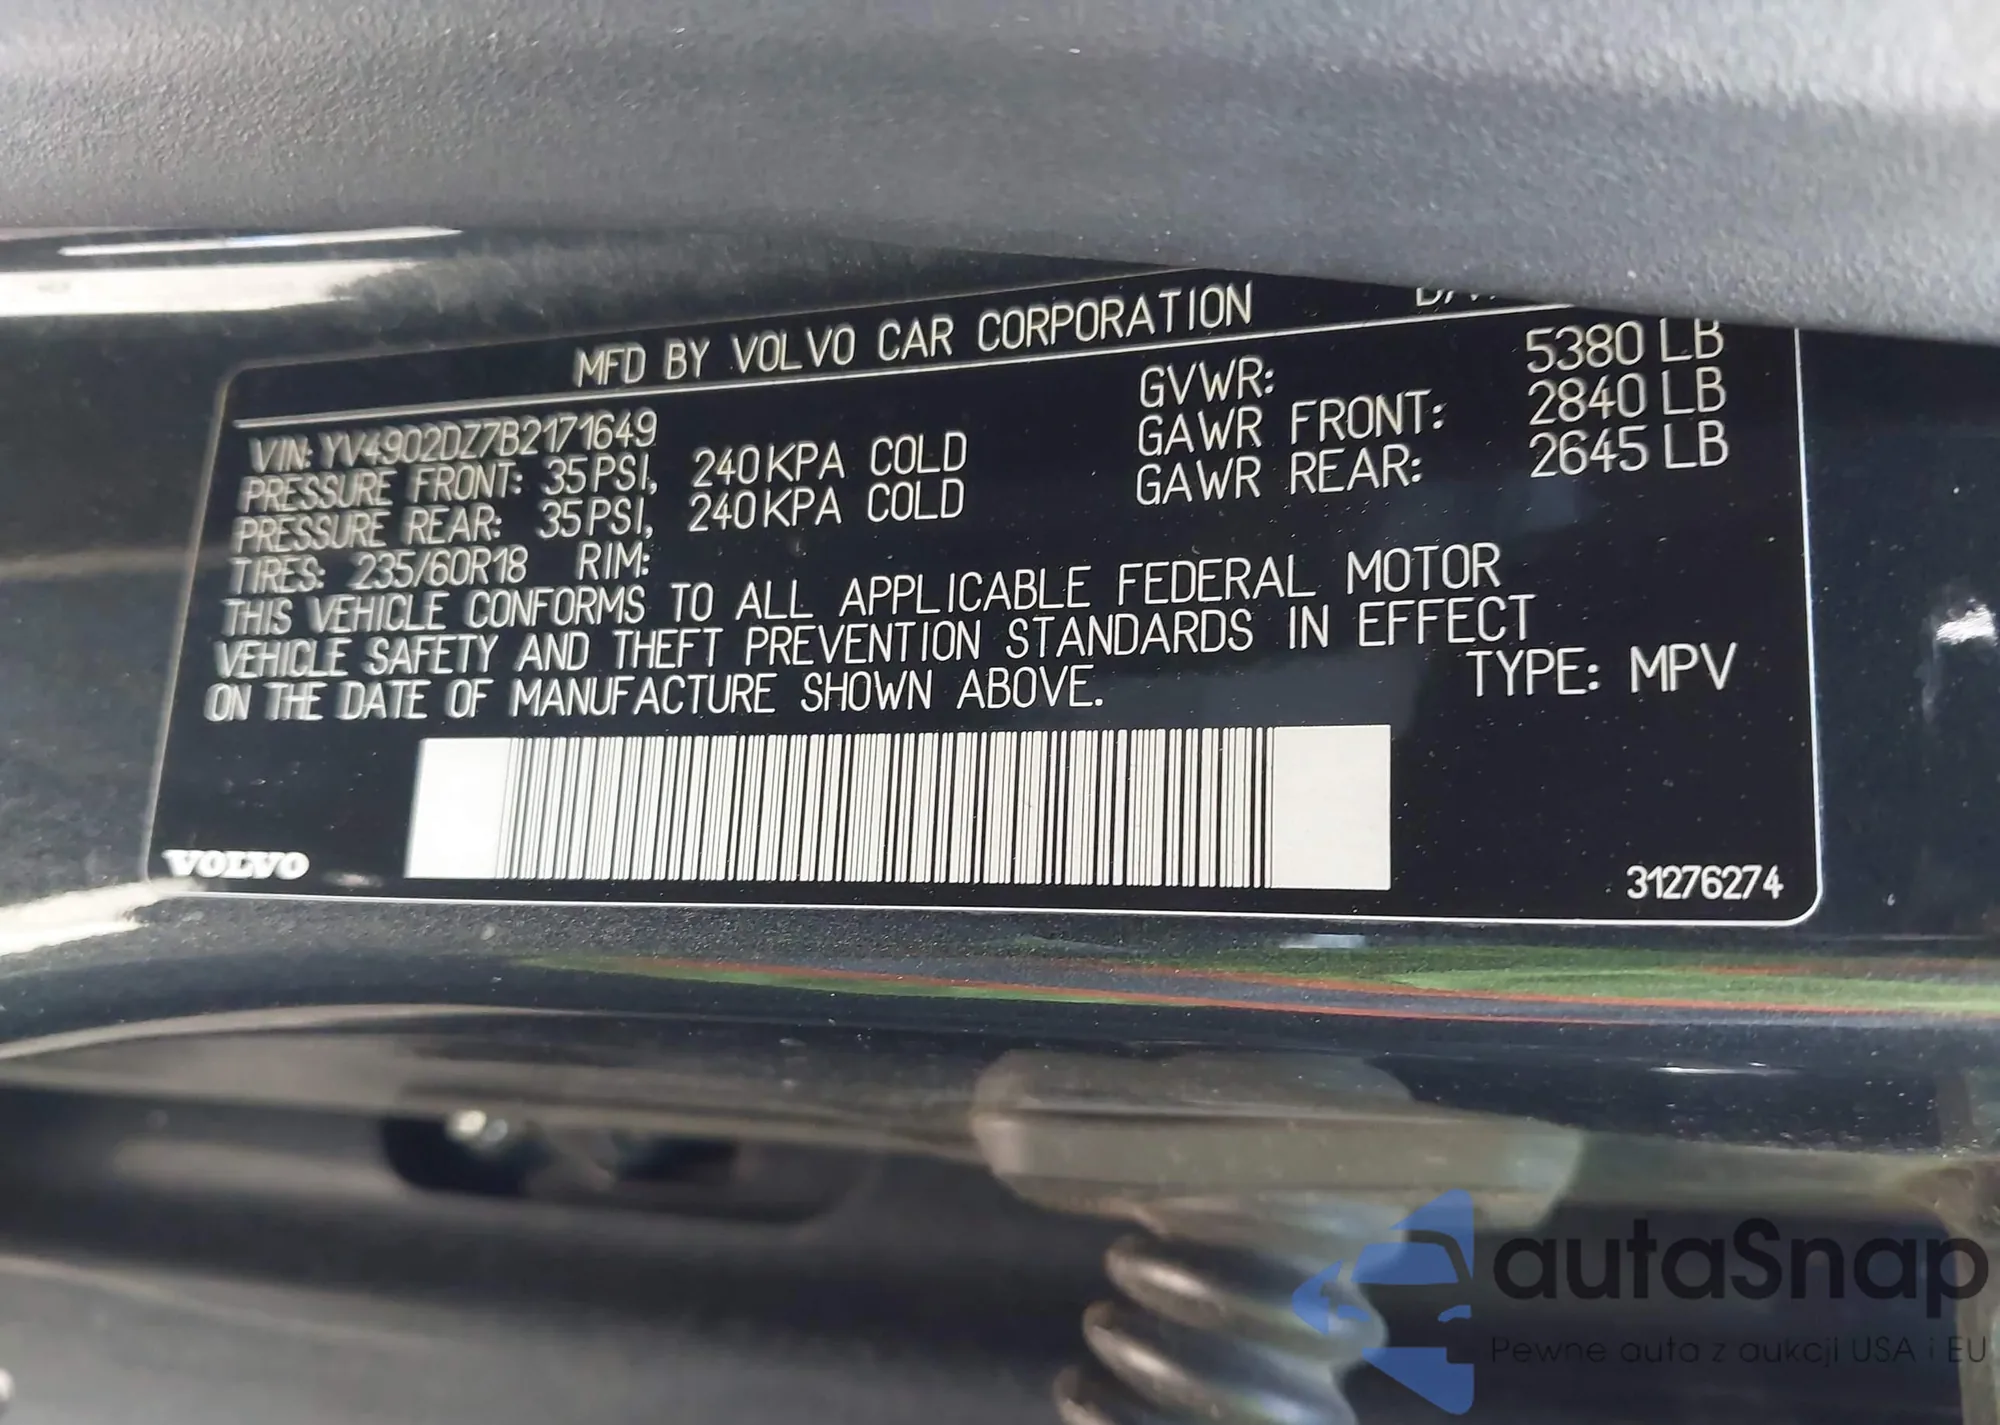 MFD BY VOLVO CAR CORPORATION
VIN: YV4902DZ7B2171649
PRESSURE FRONT: 35PSI, 240KPA COLD
PRESSURE REAR: 35PSI, 240KPA COLD
TIRES: 235/60R18 RIM:
GVWR: 5380 LB
GAWR FRONT: 2840 LB
GAWR REAR: 2645 LB
THIS VEHICLE CONFORMS TO ALL APPLICABLE FEDERAL MOTOR
VEHICLE SAFETY AND THEFT PREVENTION STANDARDS IN EFFECT
ON THE DATE OF MANUFACTURE SHOWN ABOVE.
TYPE: MPV
VOLVO
31276274
autaSnap
Pewne auta z aukcji USA i EU